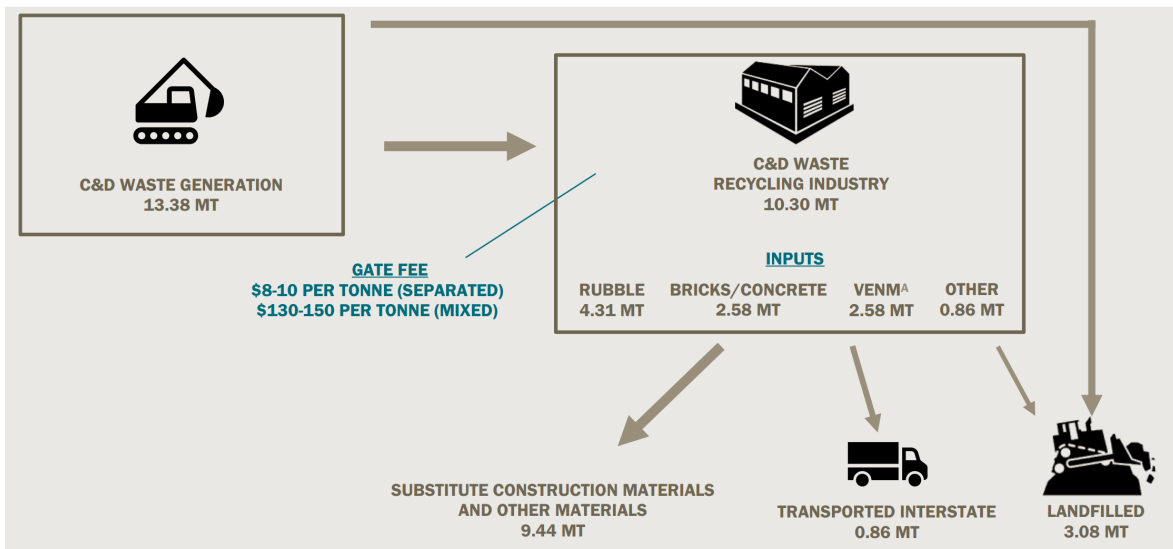 C&D WASTE GENERATION
13.38 MT
C&D WASTE
RECYCLING INDUSTRY
10.30 MT
GATE FEE
$8-10 PER TONNE (SEPARATED)
$130-150 PER TONNE (MIXED)
INPUTS
RUBBLE
4.31 MT
BRICKS/CONCRETE
2.58 MT
VENMᴬ
2.58 MT
OTHER
0.86 MT
SUBSTITUTE CONSTRUCTION MATERIALS
AND OTHER MATERIALS
9.44 MT
TRANSPORTED INTERSTATE
0.86 MT
LANDFILLED
3.08 MT